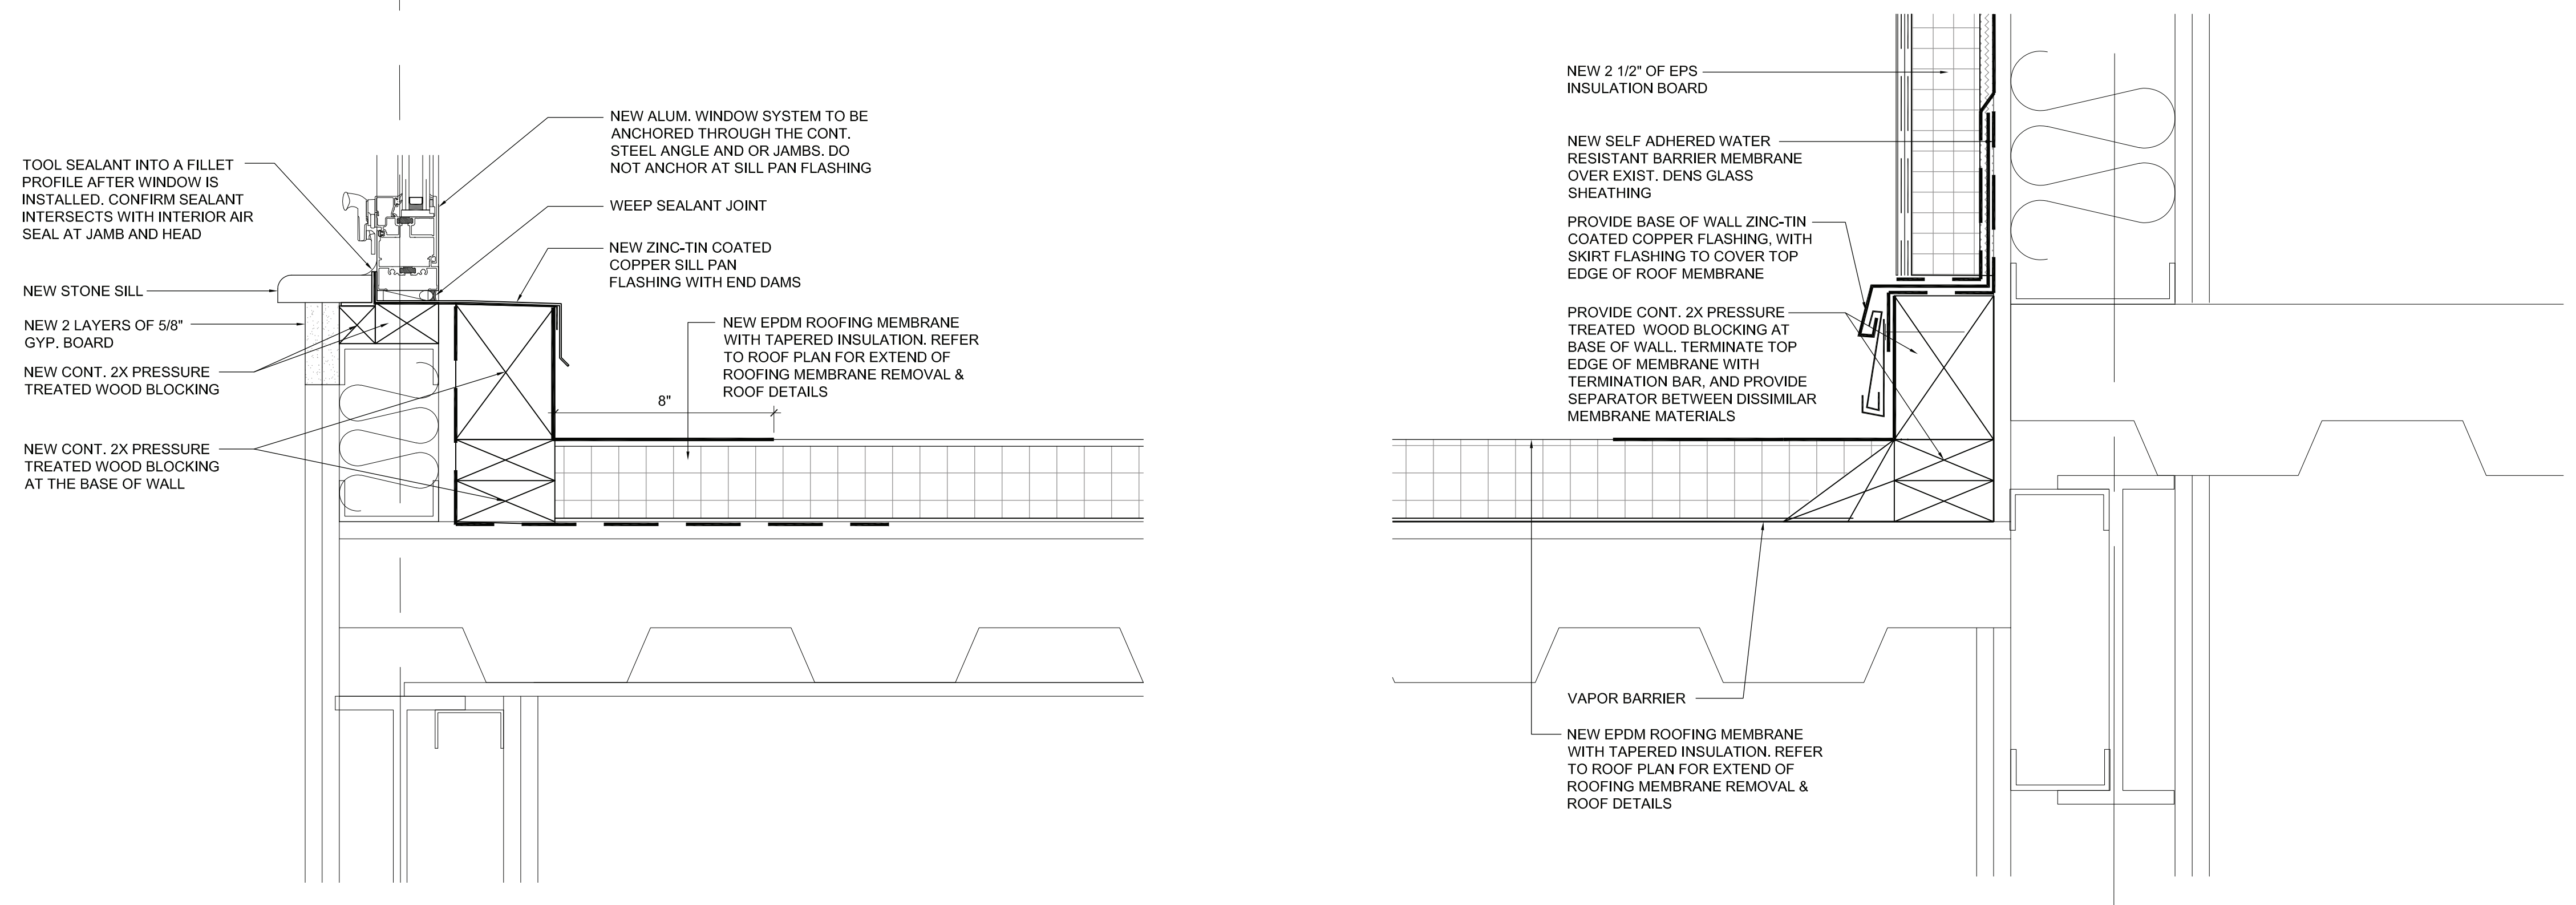 TOOL SEALANT INTO A FILLET
PROFILE AFTER WINDOW IS
INSTALLED. CONFIRM SEALANT
INTERSECTS WITH INTERIOR AIR
SEAL AT JAMB AND HEAD
NEW STONE SILL
NEW 2 LAYERS OF 5/8"
GYP. BOARD
NEW CONT. 2X PRESSURE
TREATED WOOD BLOCKING
NEW CONT. 2X PRESSURE
TREATED WOOD BLOCKING
AT THE BASE OF WALL
NEW ALUM. WINDOW SYSTEM TO BE
ANCHORED THROUGH THE CONT.
STEEL ANGLE AND OR JAMBS. DO
NOT ANCHOR AT SILL PAN FLASHING
WEEP SEALANT JOINT
NEW ZINC-TIN COATED
COPPER SILL PAN
FLASHING WITH END DAMS
NEW EPDM ROOFING MEMBRANE
WITH TAPERED INSULATION. REFER
TO ROOF PLAN FOR EXTEND OF
ROOFING MEMBRANE REMOVAL &
ROOF DETAILS
8"
NEW 2 1/2" OF EPS
INSULATION BOARD
NEW SELF ADHERED WATER
RESISTANT BARRIER MEMBRANE
OVER EXIST. DENS GLASS
SHEATHING
PROVIDE BASE OF WALL ZINC-TIN
COATED COPPER FLASHING, WITH
SKIRT FLASHING TO COVER TOP
EDGE OF ROOF MEMBRANE
PROVIDE CONT. 2X PRESSURE
TREATED WOOD BLOCKING AT
BASE OF WALL. TERMINATE TOP
EDGE OF MEMBRANE WITH
TERMINATION BAR, AND PROVIDE
SEPARATOR BETWEEN DISSIMILAR
MEMBRANE MATERIALS
VAPOR BARRIER
NEW EPDM ROOFING MEMBRANE
WITH TAPERED INSULATION. REFER
TO ROOF PLAN FOR EXTEND OF
ROOFING MEMBRANE REMOVAL &
ROOF DETAILS